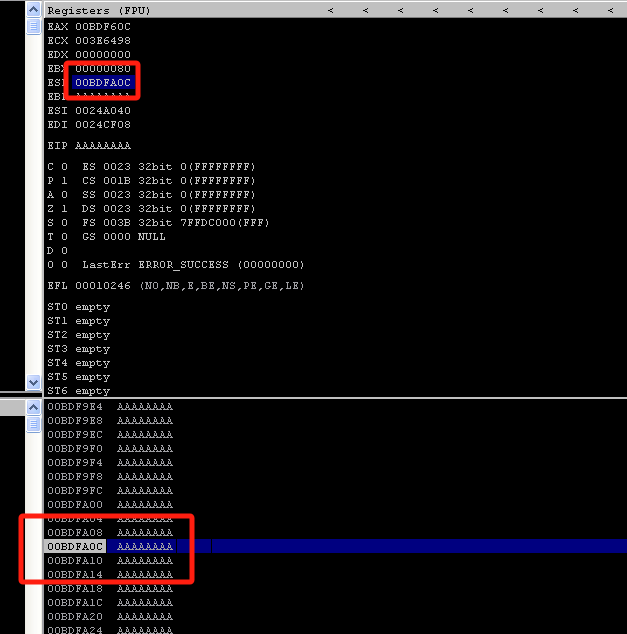 Registers (FPU) < < < < < < < < <
EAX 00BDF60C
ECX 003E6498
EDX 00000000
EBX 00000080
ESP 00BDFA0C
EBP AAAAAAAA
ESI 0024A040
EDI 0024CF08
EIP AAAAAAAA
C 0 ES 0023 32bit 0(FFFFFFFF)
P 1 CS 001B 32bit 0(FFFFFFFF)
A 0 SS 0023 32bit 0(FFFFFFFF)
Z 1 DS 0023 32bit 0(FFFFFFFF)
S 0 FS 003B 32bit 7FFDC000(FFF)
T 0 GS 0000 NULL
D 0
O 0 LastErr ERROR_SUCCESS (00000000)
EFL 00010246 (NO,NB,E,BE,NS,PE,GE,LE)
ST0 empty
ST1 empty
ST2 empty
ST3 empty
ST4 empty
ST5 empty
ST6 empty
00BDF9E4 AAAAAAAA
00BDF9E8 AAAAAAAA
00BDF9EC AAAAAAAA
00BDF9F0 AAAAAAAA
00BDF9F4 AAAAAAAA
00BDF9F8 AAAAAAAA
00BDF9FC AAAAAAAA
00BDFA00 AAAAAAAA
00BDFA04 AAAAAAAA
00BDFA08 AAAAAAAA
00BDFA0C AAAAAAAA
00BDFA10 AAAAAAAA
00BDFA14 AAAAAAAA
00BDFA18 AAAAAAAA
00BDFA1C AAAAAAAA
00BDFA20 AAAAAAAA
00BDFA24 AAAAAAAA